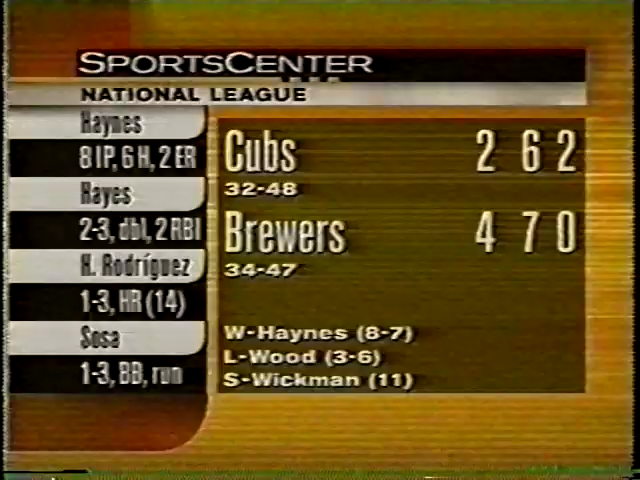 SPORTSCENTER
NATIONAL LEAGUE
Haynes
8 IP, 6 H, 2 ER
Hayes
2-3, dbl, 2 RBI
H. Rodríguez
1-3, HR (14)
Sosa
1-3, BB, run
Cubs 2 6 2
32-48
Brewers 4 7 0
34-47
W-Haynes (8-7)
L-Wood (3-6)
S-Wickman (11)